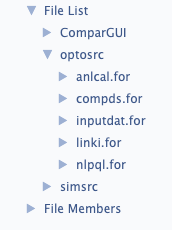 File List
ComparGUI
optosrc
anlcal.for
compds.for
inputdat.for
linki.for
nlpql.for
simsrc
File Members